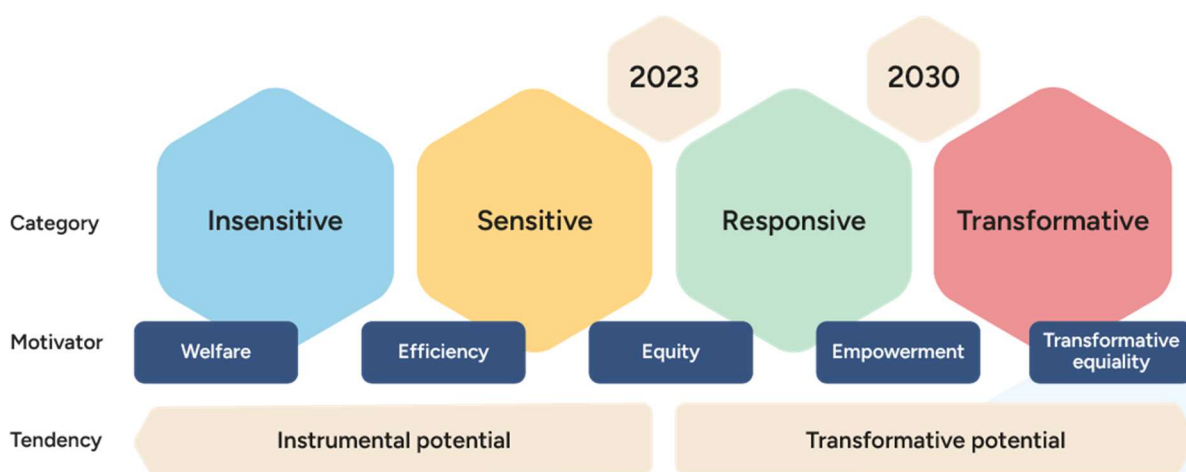 2023
2030
Category
Insensitive
Sensitive
Responsive
Transformative
Motivator
Welfare
Efficiency
Equity
Empowerment
Transformative
equiality
Tendency
Instrumental potential
Transformative potential